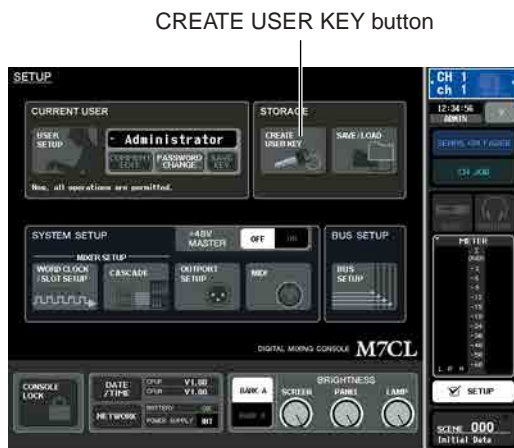 CREATE USER KEY button
SETUP
CURRENT USER
USER
SETUP
Administrator
COMMENT
EDIT
PASSWORD
CHANGE
SAVE
KEY
Now, all operations are permitted.
STORAGE
CREATE
USER KEY
SAVE/LOAD
SYSTEM SETUP
+48V
MASTER
OFF
ON
MIXER SETUP
WORD CLOCK
/SLOT SETUP
CASCADE
OUTPORT
SETUP
MIDI
BUS SETUP
BUS
SETUP
DIGITAL MIXING CONSOLE M7CL
CONSOLE
LOCK
DATE
/TIME
V1.00
V1.00
NETWORK
BATTERY OK
POWER SUPPLY INT
BANK A
BANK B
BRIGHTNESS
SCREEN
PANEL
LAMP
CH 1
ch 1
12:34:56
ADMIN
SENDS ON FADER
CH JOB
METER
OVER
L R M
SETUP
SCENE 000
Initial Data